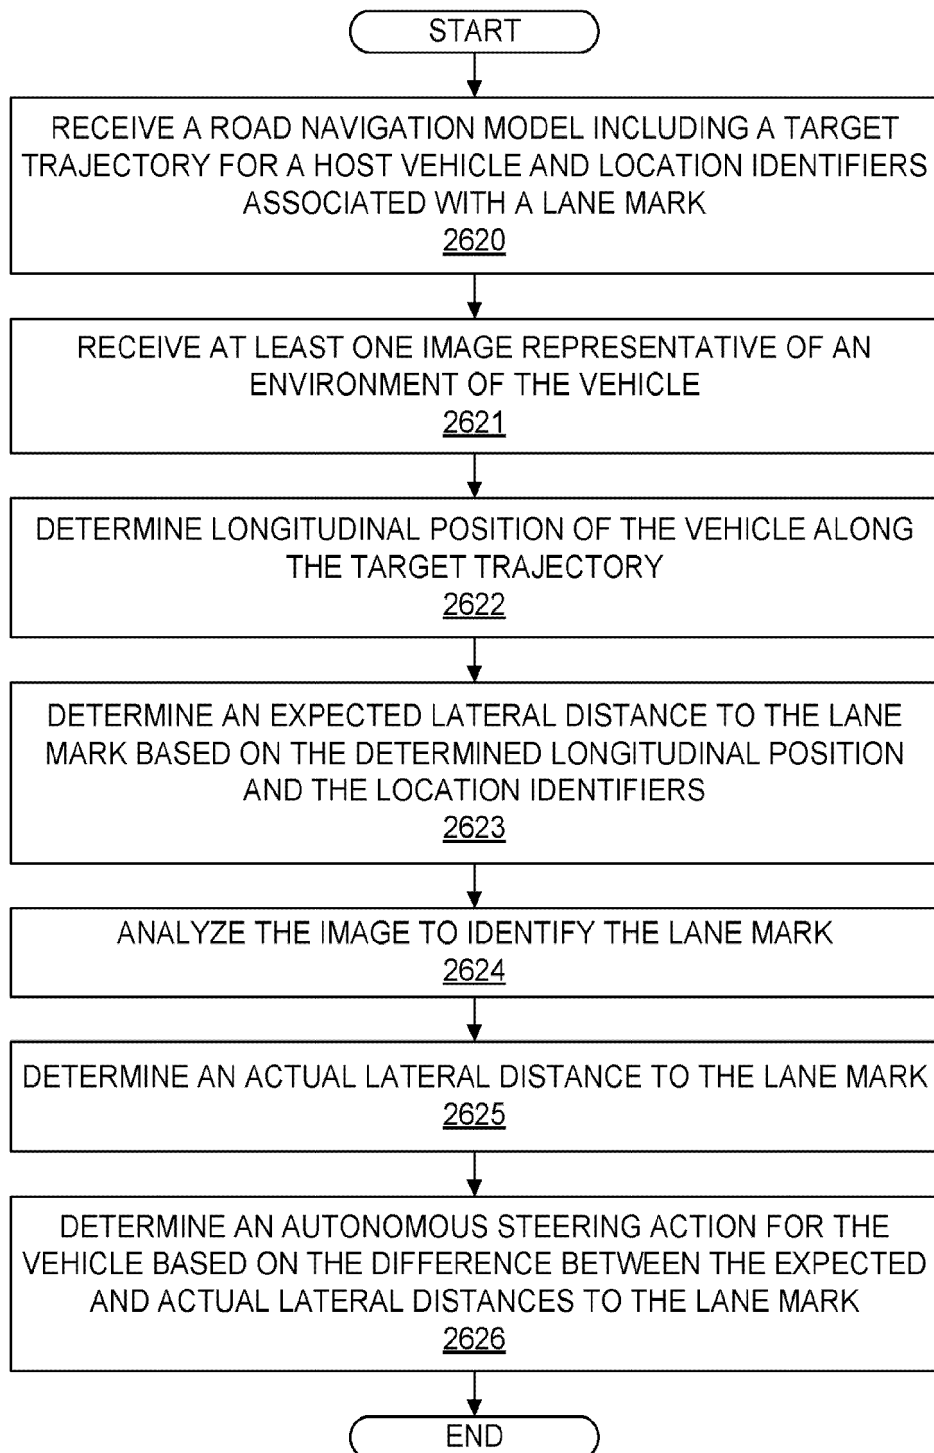 START
RECEIVE A ROAD NAVIGATION MODEL INCLUDING A TARGET
TRAJECTORY FOR A HOST VEHICLE AND LOCATION IDENTIFIERS
ASSOCIATED WITH A LANE MARK
2620
RECEIVE AT LEAST ONE IMAGE REPRESENTATIVE OF AN
ENVIRONMENT OF THE VEHICLE
2621
DETERMINE LONGITUDINAL POSITION OF THE VEHICLE ALONG
THE TARGET TRAJECTORY
2622
DETERMINE AN EXPECTED LATERAL DISTANCE TO THE LANE
MARK BASED ON THE DETERMINED LONGITUDINAL POSITION
AND THE LOCATION IDENTIFIERS
2623
ANALYZE THE IMAGE TO IDENTIFY THE LANE MARK
2624
DETERMINE AN ACTUAL LATERAL DISTANCE TO THE LANE MARK
2625
DETERMINE AN AUTONOMOUS STEERING ACTION FOR THE
VEHICLE BASED ON THE DIFFERENCE BETWEEN THE EXPECTED
AND ACTUAL LATERAL DISTANCES TO THE LANE MARK
2626
END